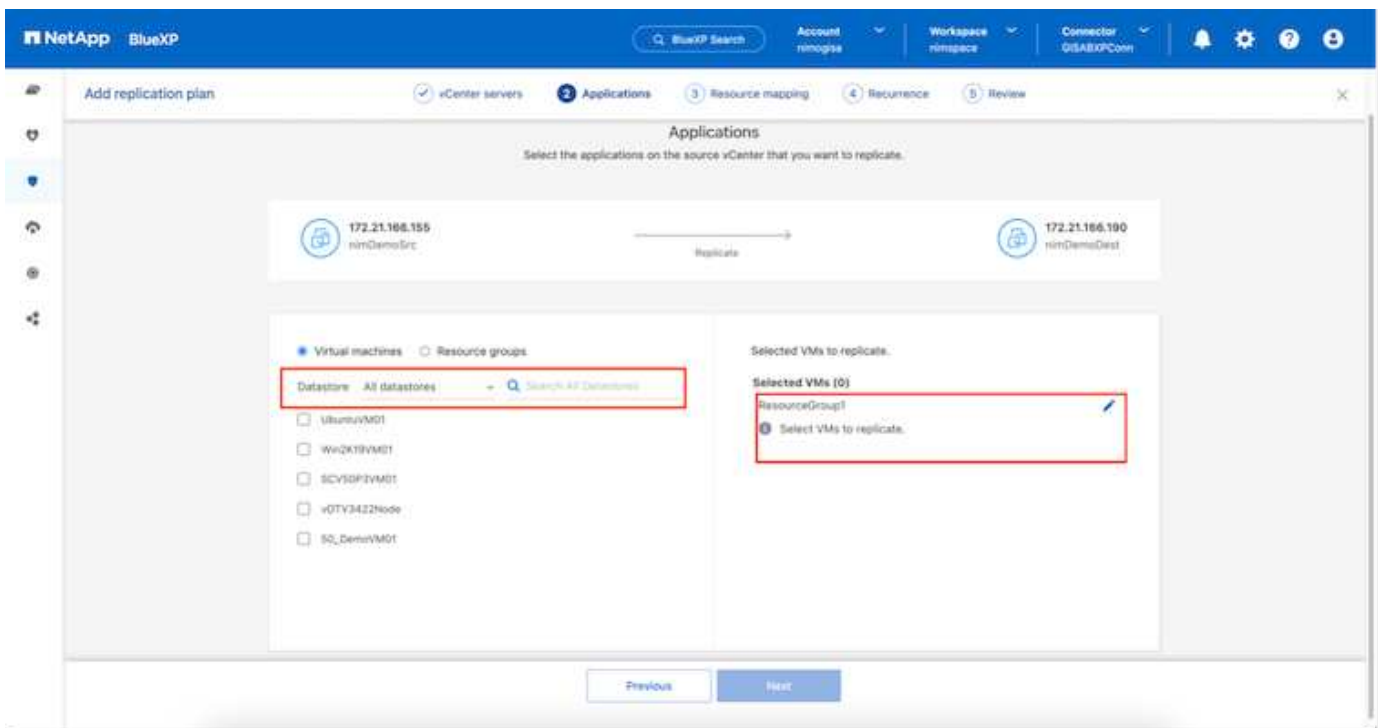 NetApp BlueXP
BlueXP Search
Account
nimogisa
Workspace
nimspace
Connector
GISABXPConn
Add replication plan
vCenter servers
2 Applications
3 Resource mapping
4 Recurrence
5 Review
Applications
Select the applications on the source vCenter that you want to replicate.
172.21.166.155
nimDemoSrc
Replicate
172.21.166.190
nimDemoDest
Virtual machines
Resource groups
Datastore All datastores
Search All Datastores
UbuntuVM01
Win2K19VM01
vOTV3422Node
50_DemoVM01
Selected VMs to replicate.
Selected VMs (0)
ResourceGroup1
Select VMs to replicate.
Previous
Next